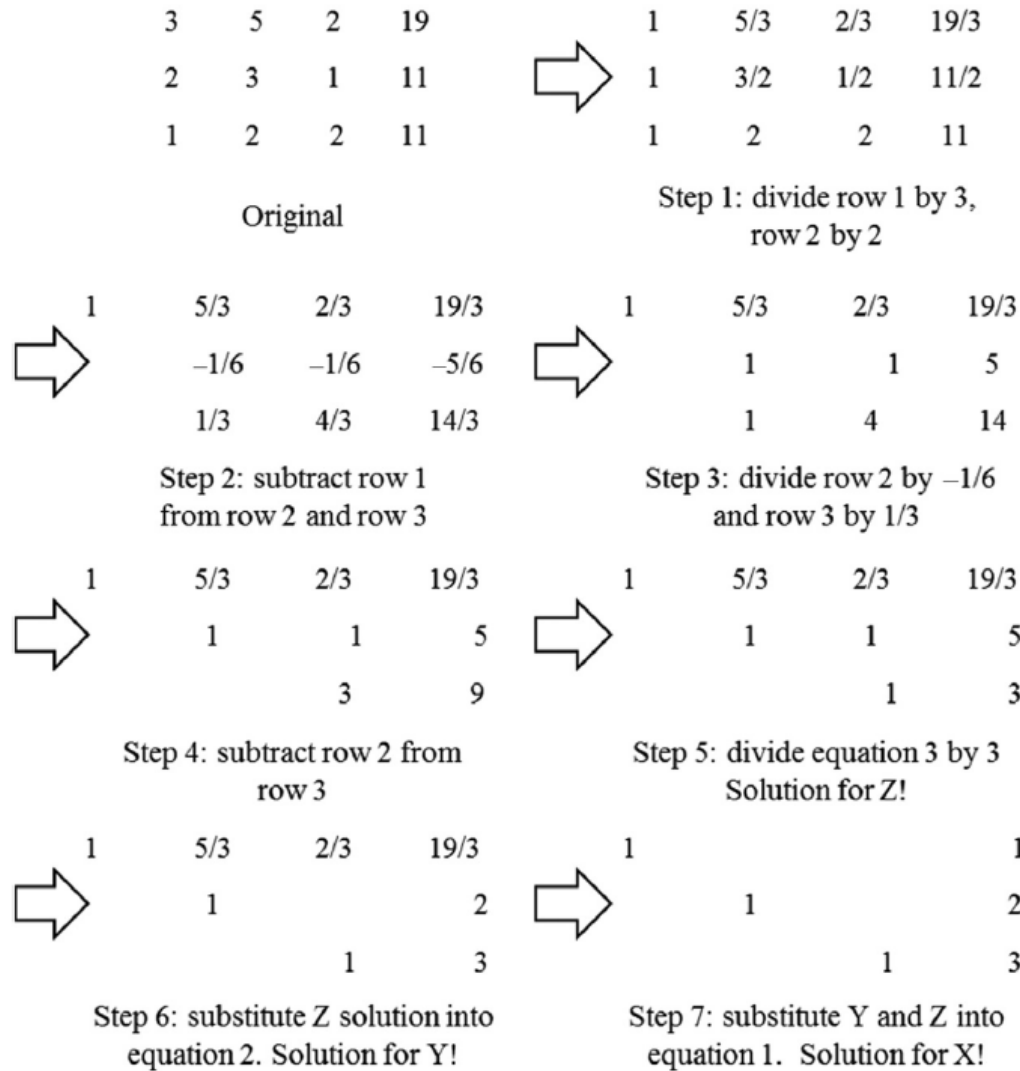 3 5 2 19
2 3 1 11
1 2 2 11
Original
1 5/3 2/3 19/3
1 3/2 1/2 11/2
1 2 2 11
Step 1: divide row 1 by 3,
row 2 by 2
1 5/3 2/3 19/3
–1/6 –1/6 –5/6
1/3 4/3 14/3
Step 2: subtract row 1
from row 2 and row 3
1 5/3 2/3 19/3
1 1 5
1 4 14
Step 3: divide row 2 by –1/6
and row 3 by 1/3
1 5/3 2/3 19/3
1 1 5
3 9
Step 4: subtract row 2 from
row 3
1 5/3 2/3 19/3
1 1 5
1 3
Step 5: divide equation 3 by 3
Solution for Z!
1 5/3 2/3 19/3
1 2
1 3
Step 6: substitute Z solution into
equation 2. Solution for Y!
1 1
1 2
1 3
Step 7: substitute Y and Z into
equation 1. Solution for X!